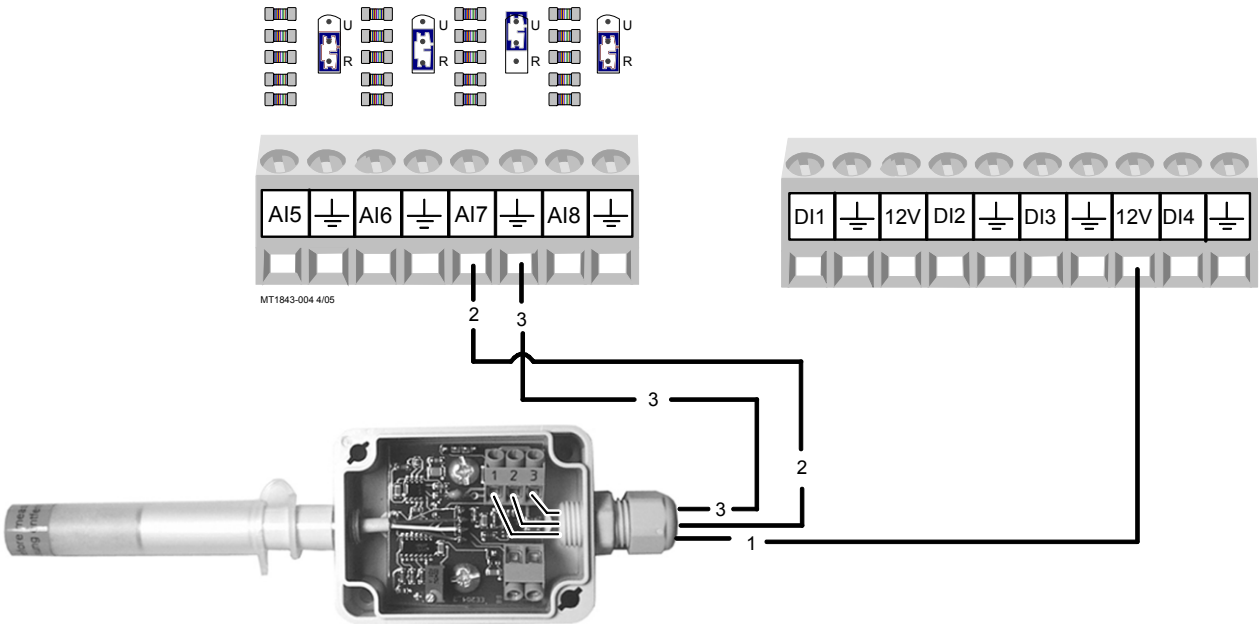 U U U U
R R R R
AI5 AI6 AI7 AI8
DI1 12V DI2 DI3 12V DI4
MT1843-004 4/05
2 3
3
2
1 2 3
3
1